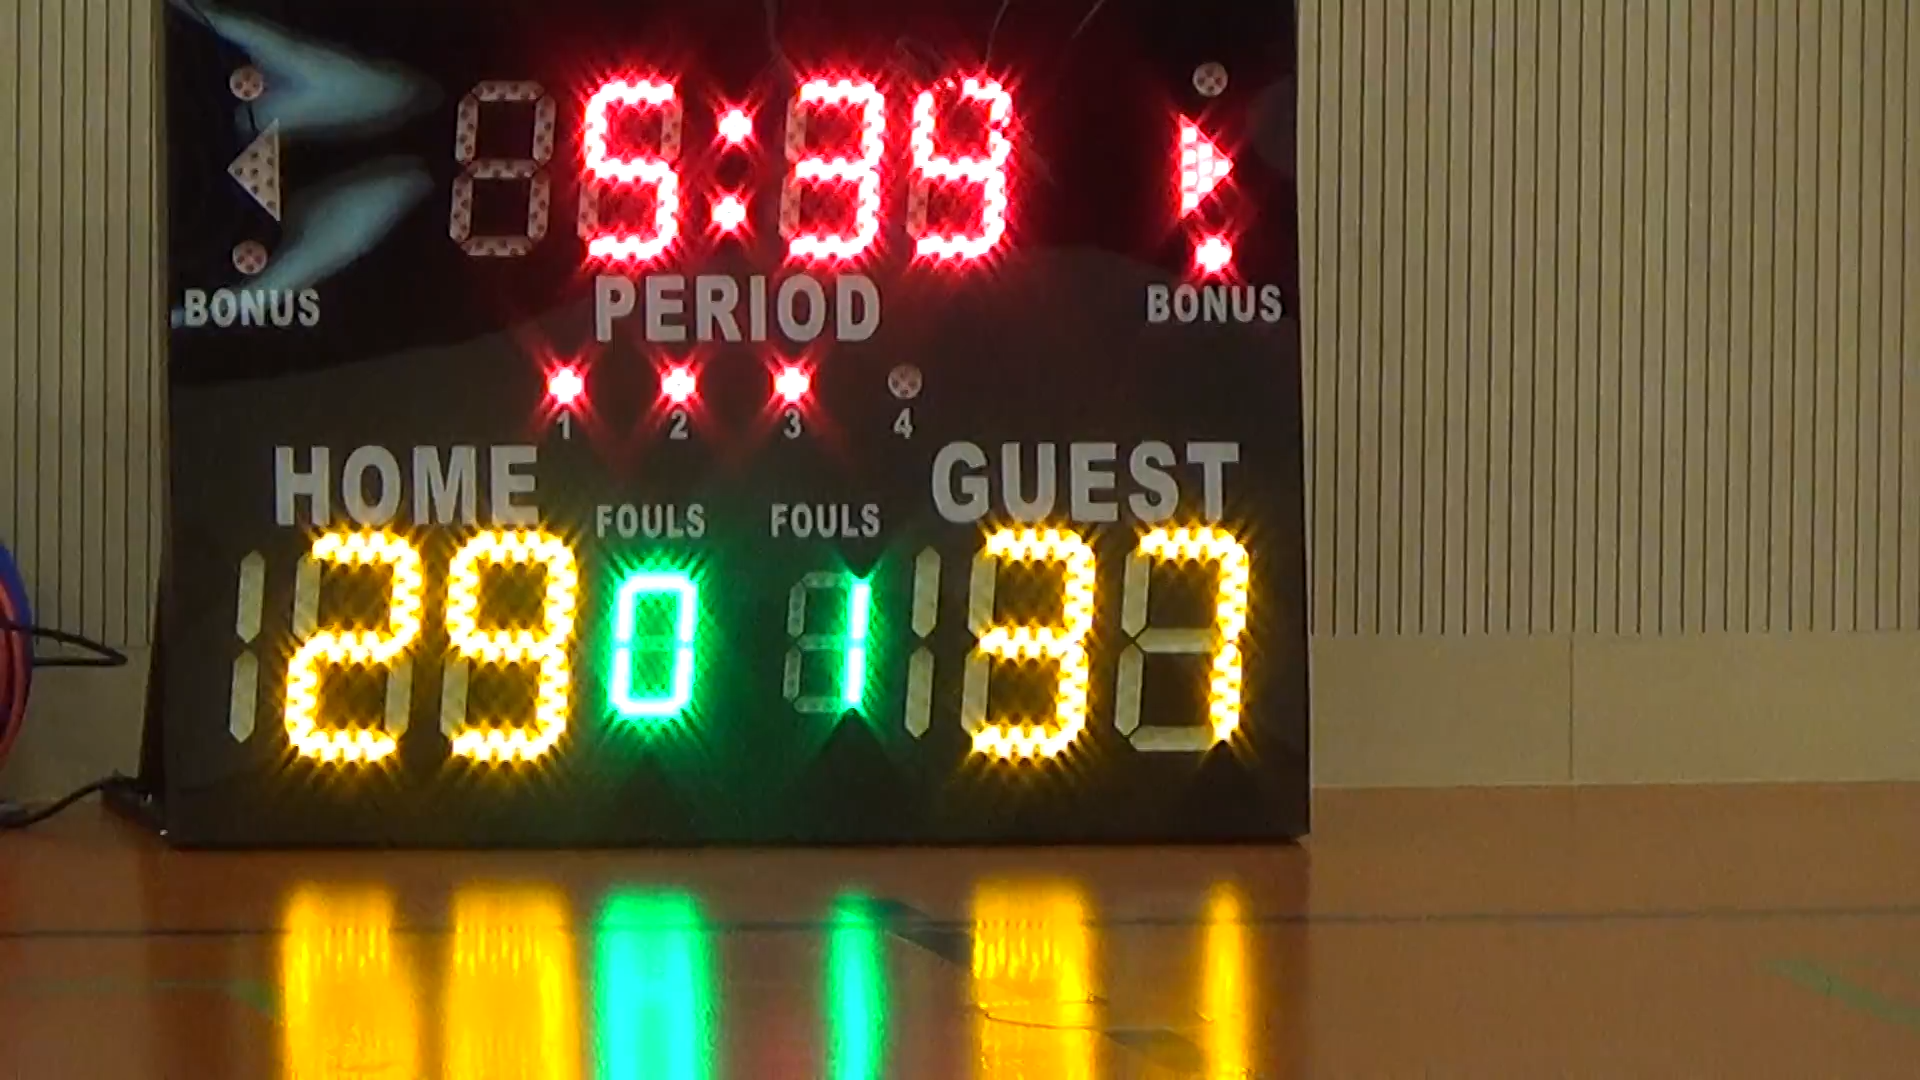 5:39
BONUS PERIOD BONUS
1 2 3 4
HOME GUEST
FOULS FOULS
29 0 1 37